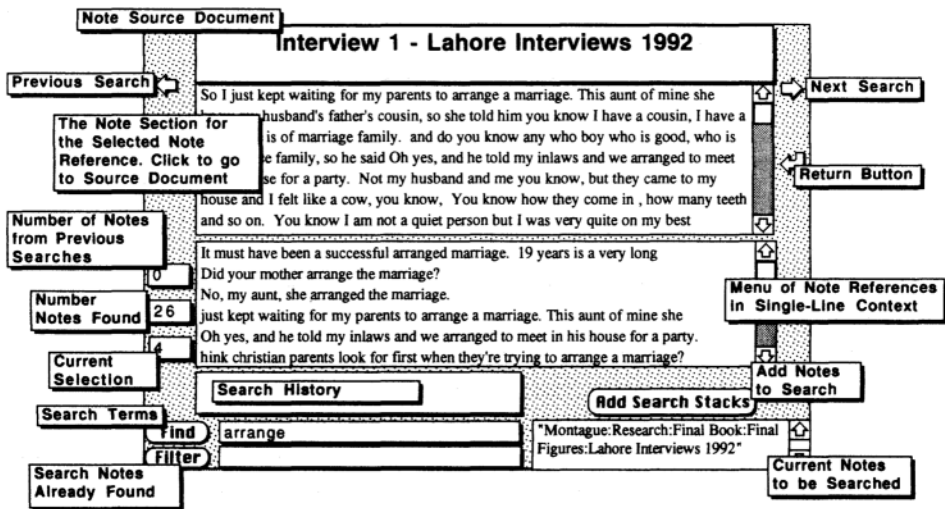 Note Source Document
Interview 1 - Lahore Interviews 1992
Previous Search
Next Search
So I just kept waiting for my parents to arrange a marriage. This aunt of mine she
husband's father's cousin, so she told him you know I have a cousin, I have a
is of marriage family. and do you know any who boy who is good, who is
se family, so he said Oh yes, and he told my inlaws and we arranged to meet
use for a party. Not my husband and me you know, but they came to my
house and I felt like a cow, you know, You know how they come in , how many teeth
and so on. You know I am not a quiet person but I was very quite on my best
The Note Section for
the Selected Note
Reference. Click to go
to Source Document
Return Button
Number of Notes
from Previous
Searches
0
It must have been a successful arranged marriage. 19 years is a very long
Did your mother arrange the marriage?
No, my aunt, she arranged the marriage.
just kept waiting for my parents to arrange a marriage. This aunt of mine she
Oh yes, and he told my inlaws and we arranged to meet in his house for a party.
hink christian parents look for first when they're trying to arrange a marriage?
Menu of Note References
in Single-Line Context
Number
Notes Found
26
Current
Selection
4
Search History
Add Search Stacks
Add Notes
to Search
Search Terms
Find
arrange
Filter
"Montague:Research:Final Book:Final
Figures:Lahore Interviews 1992"
Search Notes
Already Found
Current Notes
to be Searched